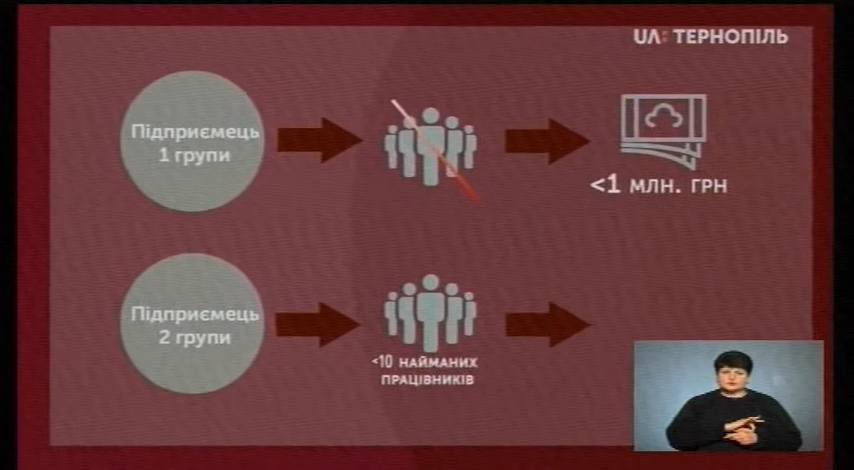 UA: ТЕРНОПІЛЬ
Підприємець
1 групи
<1 млн. грн
Підприємець
2 групи
<10 найманих
працівників